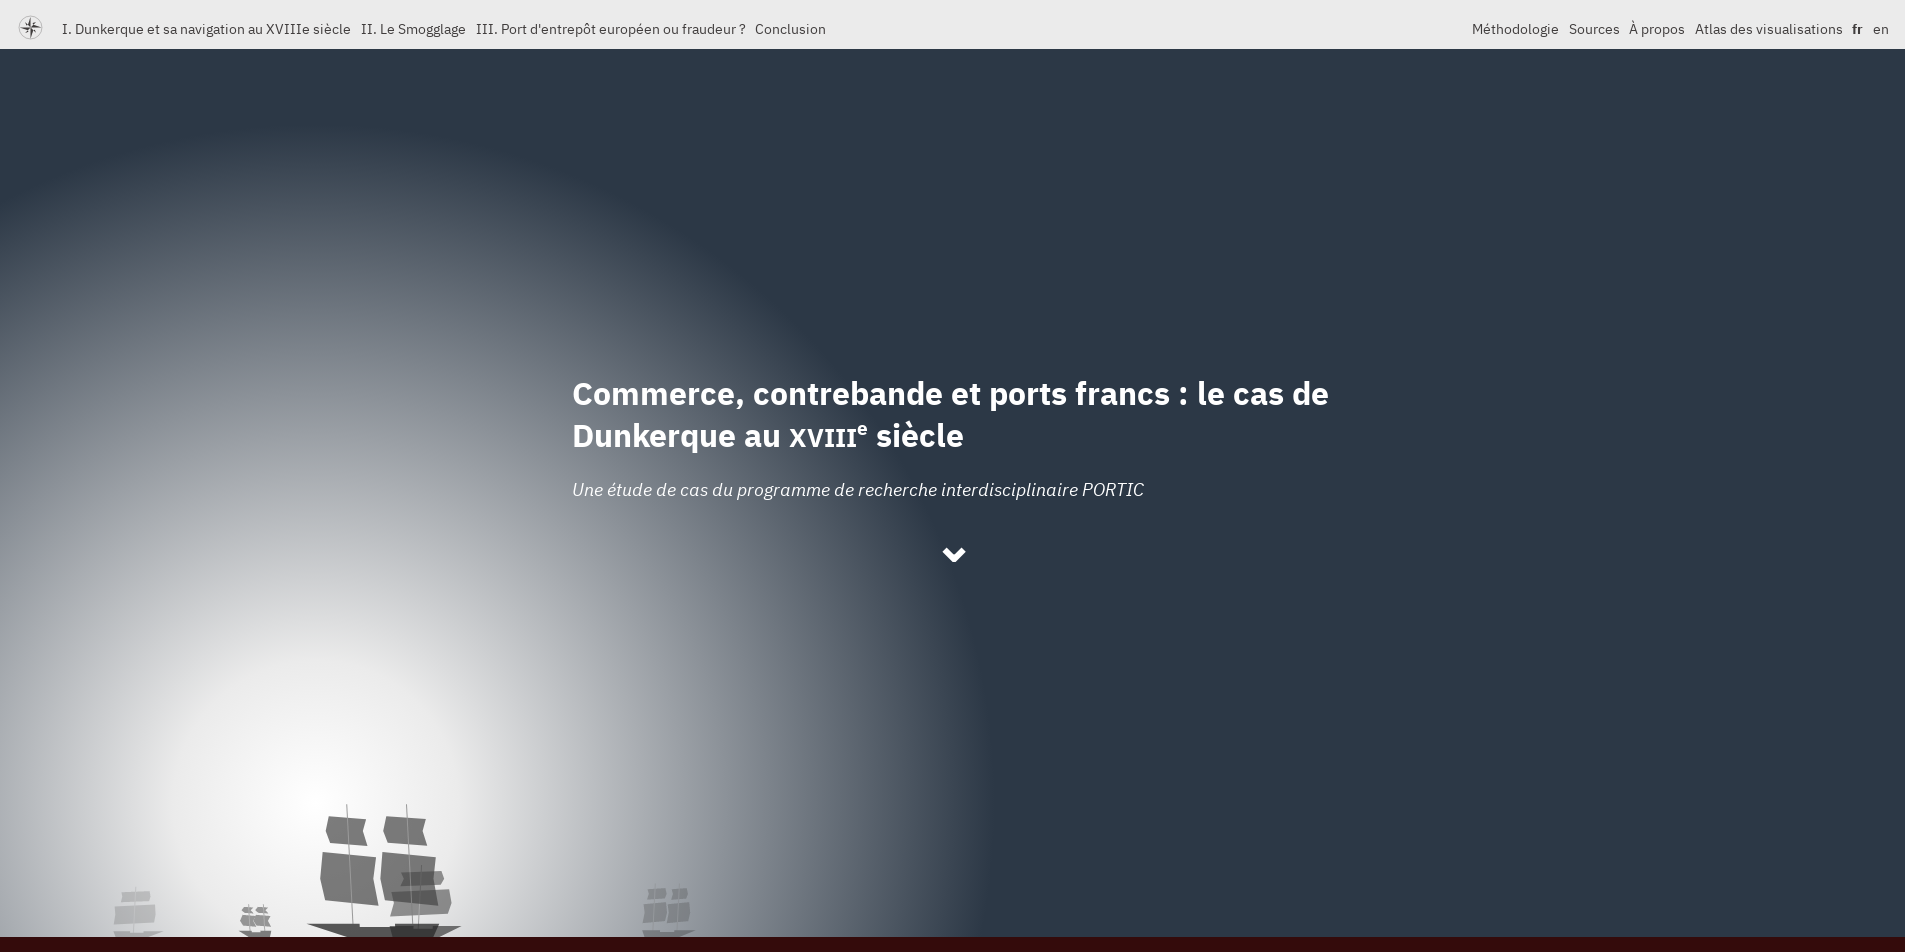 I. Dunkerque et sa navigation au XVIIIe siècle II. Le Smogglage III. Port d'entrepôt européen ou fraudeur ? Conclusion Méthodologie Sources À propos Atlas des visualisations fr en
Commerce, contrebande et ports francs : le cas de
Dunkerque au XVIIIe siècle
Une étude de cas du programme de recherche interdisciplinaire PORTIC